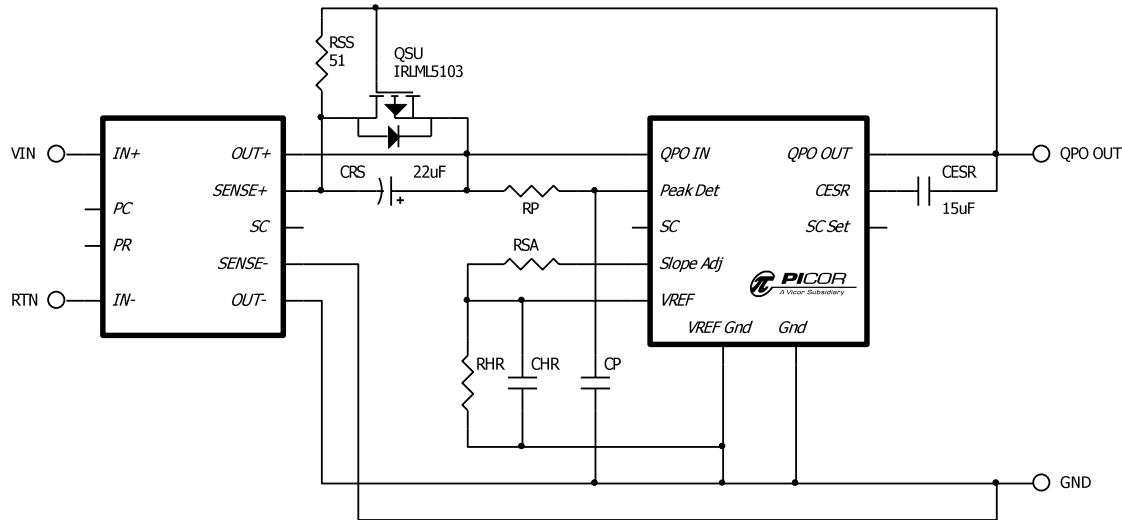 RSS
51
QSU
IRLML5103
VIN
IN+
OUT+
QPO IN
QPO OUT
QPO OUT
CRS
22uF
CESR
SENSE+
Peak Det
CESR
15uF
PC
RP
SC
SC
SC Set
PR
RSA
SENSE-
Slope Adj
PICOR
A Vicor Subsidiary
RTN
IN-
OUT-
VREF
VREF Gnd
Gnd
RHR
CHR
CP
GND
+
π